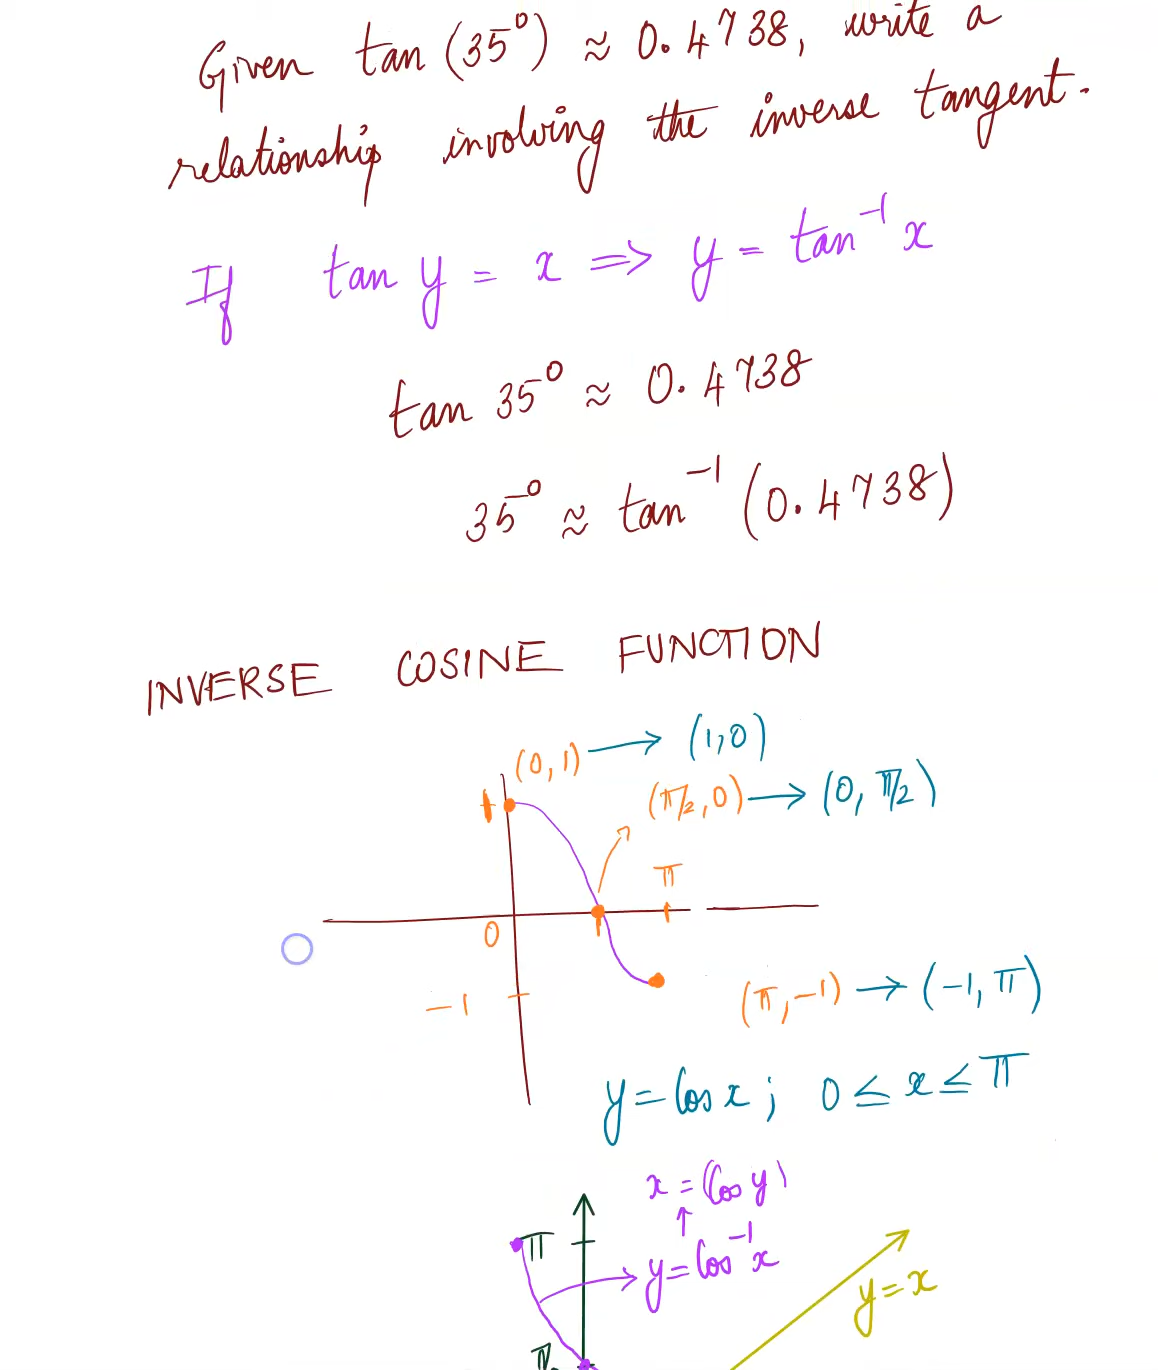 Given tan (35°) ≈ 0.4738, write a
relationship involving the inverse tangent.
If tan y = x ⇒ y = tan⁻¹ x
tan 35° ≈ 0.4738
35° ≈ tan⁻¹ (0.4738)
INVERSE COSINE FUNCTION
(0, 1) → (1, 0)
(π/2, 0) → (0, π/2)
1
π
0
-1
(π, -1) → (-1, π)
y = Cos x ; 0 ≤ x ≤ π
x = Cos y
π
y = Cos⁻¹ x
y = x